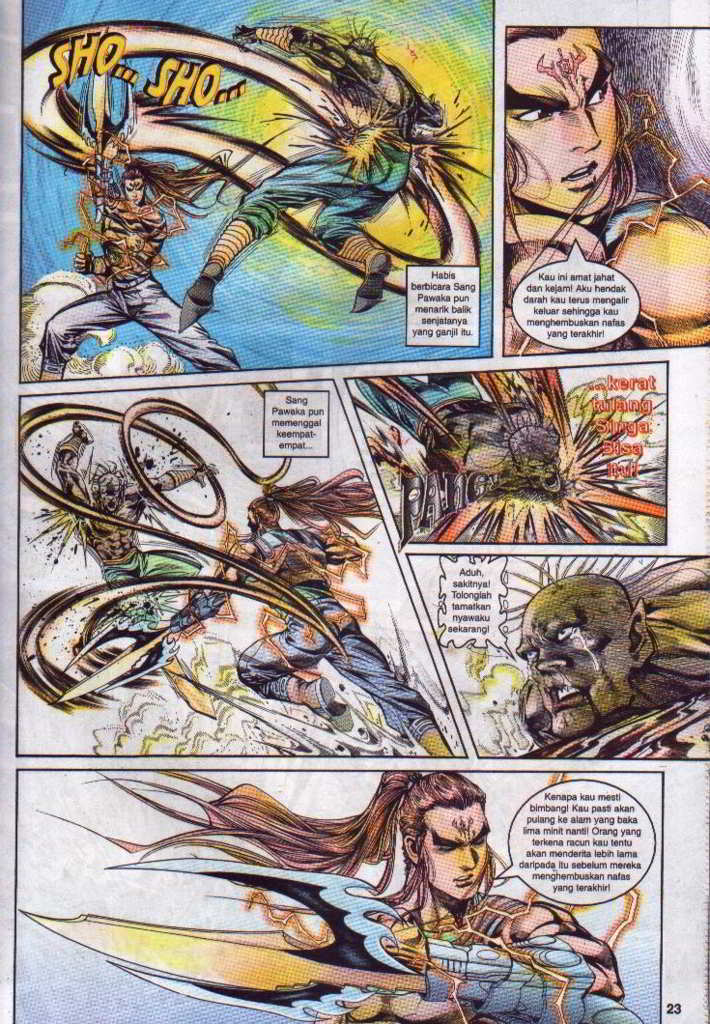 SHO... SHO...
Habis
berbicara Sang
Pawaka pun
menarik balik
senjatanya
yang ganjil itu.
Kau ini amat jahat
dan kejam! Aku hendak
darah kau terus mengalir
keluar sehingga kau
menghembuskan nafas
yang terakhir!
Sang
Pawaka pun
memenggal
keempat-
empat...
...kerat
tulang
Singa
Bisa
itu!
PANG
Aduh,
sakitnya!
Tolonglah
tamatkan
nyawaku
sekarang!
Kenapa kau mesti
bimbang! Kau pasti akan
pulang ke alam yang baka
lima minit nanti! Orang yang
terkena racun kau tentu
akan menderita lebih lama
daripada itu sebelum mereka
menghembuskan nafas
yang terakhir!
23